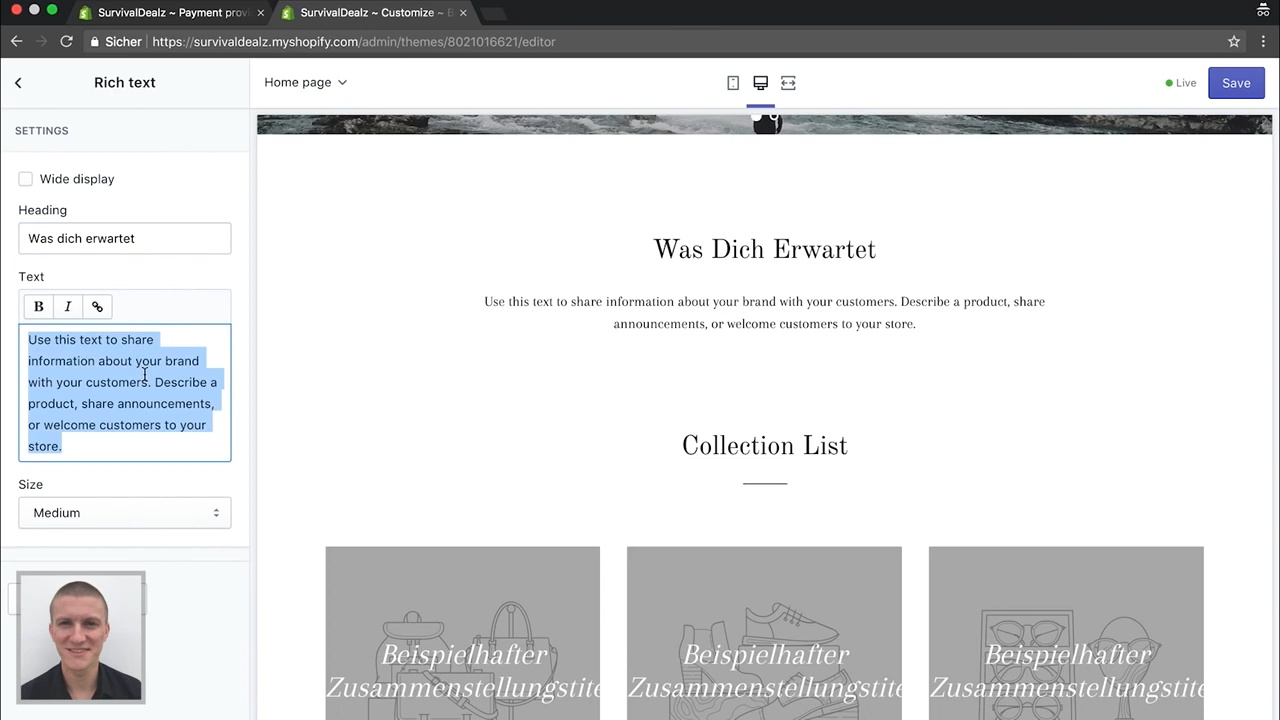 SurvivalDealz ~ Payment provi
SurvivalDealz ~ Customize ~
Sicher
https://survivaldealz.myshopify.com/admin/themes/8021016621/editor
Rich text
Home page
Live
Save
SETTINGS
Wide display
Heading
Was dich erwartet
Text
B I
Use this text to share
information about your brand
with your customers. Describe a
product, share announcements,
or welcome customers to your
store.
Size
Medium
Was Dich Erwartet
Use this text to share information about your brand with your customers. Describe a product, share
announcements, or welcome customers to your store.
Collection List
Beispielhafter
Zusammenstellungstite
Beispielhafter
Zusammenstellungstite
Beispielhafter
Zusammenstellungstite